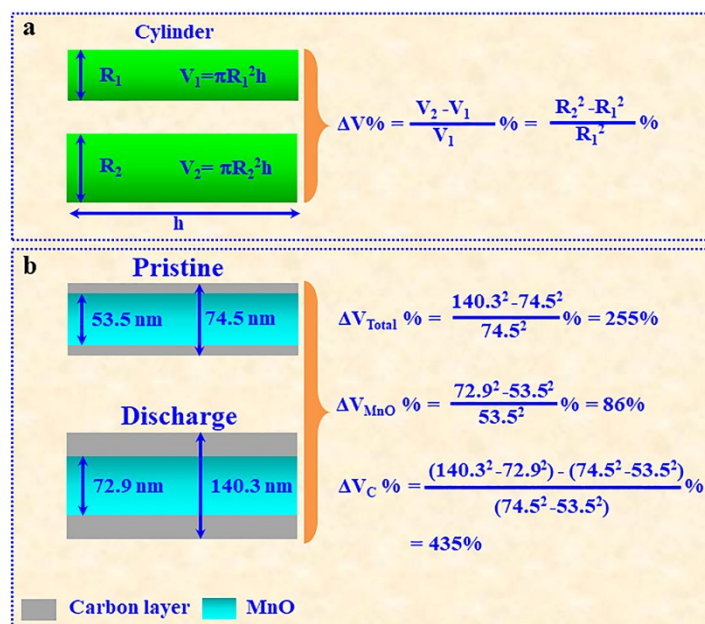 a
Cylinder
R₁ V₁=πR₁²h
R₂ V₂= πR₂²h
h
ΔV% = (V₂ -V₁)/V₁ % = (R₂² -R₁²)/R₁² %
b
Pristine
53.5 nm 74.5 nm
Discharge
72.9 nm 140.3 nm
ΔV_Total % = (140.3²-74.5²)/74.5² % = 255%
ΔV_MnO % = (72.9²-53.5²)/53.5² % = 86%
ΔV_C % = ((140.3²-72.9²) - (74.5²-53.5²))/(74.5²-53.5²) %
= 435%
Carbon layer MnO